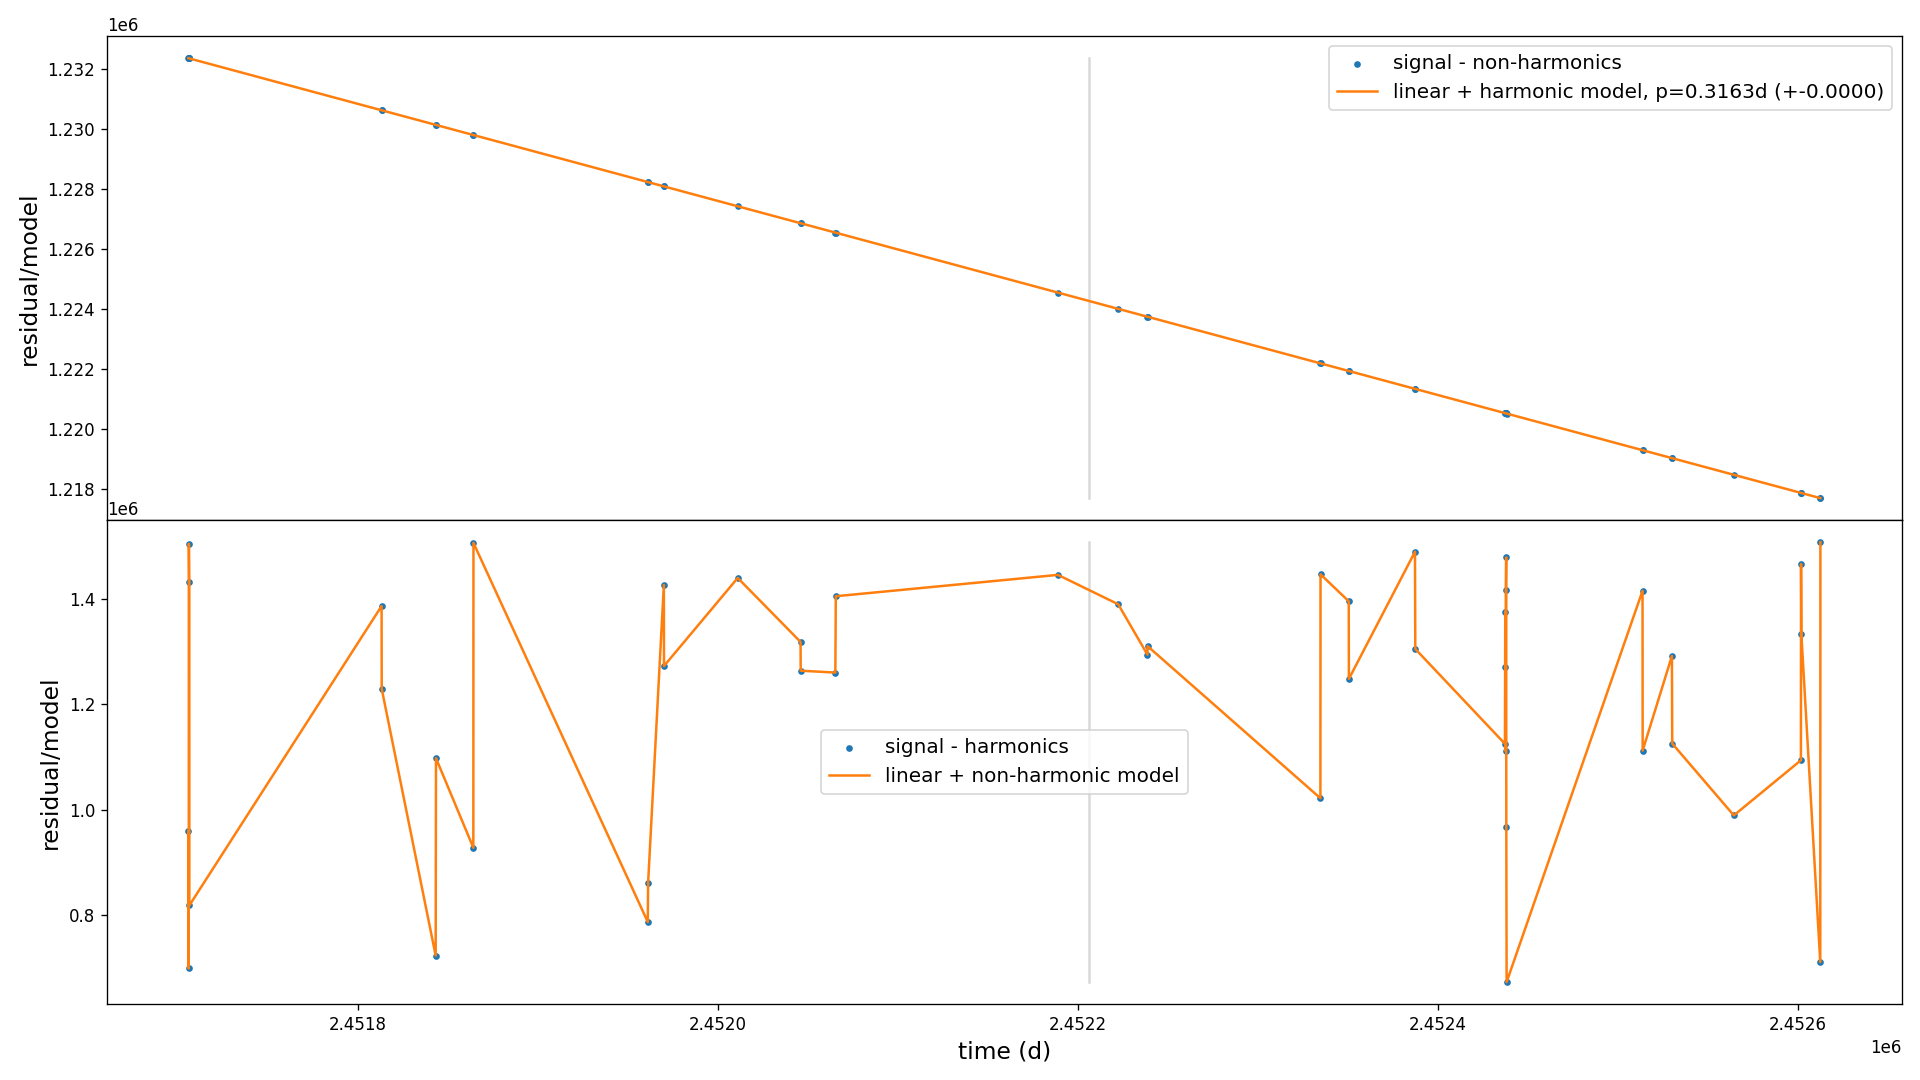 1e6
1.232
1.230
1.228
1.226
1.224
1.222
1.220
1.218
residual/model
signal - non-harmonics
linear + harmonic model, p=0.3163d (+-0.0000)
1e6
1.4
1.2
1.0
0.8
residual/model
signal - harmonics
linear + non-harmonic model
2.4518
2.4520
2.4522
2.4524
2.4526
1e6
time (d)